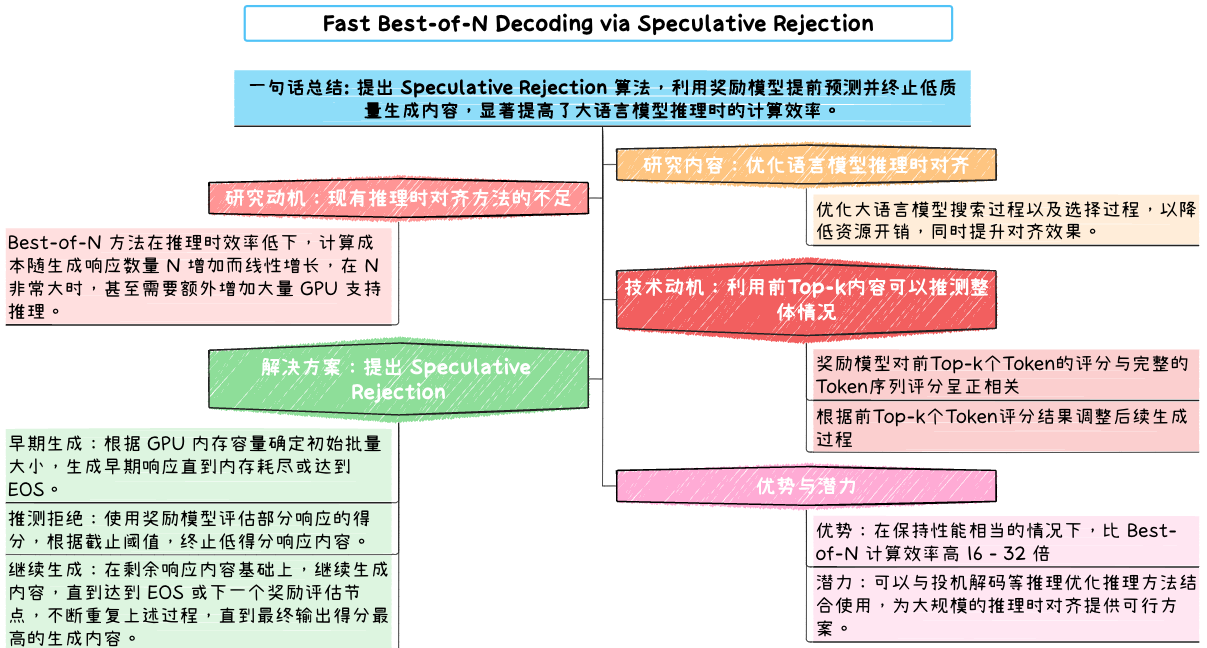 Fast Best-of-N Decoding via Speculative Rejection
一句话总结: 提出 Speculative Rejection 算法，利用奖励模型提前预测并终止低质
量生成内容，显著提高了大语言模型推理时的计算效率。
研究动机：现有推理时对齐方法的不足
Best-of-N 方法在推理时效率低下，计算成
本随生成响应数量 N 增加而线性增长，在 N
非常大时，甚至需要额外增加大量 GPU 支持
推理。
解决方案：提出 Speculative
Rejection
早期生成：根据 GPU 内存容量确定初始批量
大小，生成早期响应直到内存耗尽或达到
EOS。
推测拒绝：使用奖励模型评估部分响应的得
分，根据截止阈值，终止低得分响应内容。
继续生成：在剩余响应内容基础上，继续生成
内容，直到达到 EOS 或下一个奖励评估节
点，不断重复上述过程，直到最终输出得分最
高的生成内容。
研究内容：优化语言模型推理时对齐
优化大语言模型搜索过程以及选择过程，以降
低资源开销，同时提升对齐效果。
技术动机：利用前Top-k内容可以推测整
体情况
奖励模型对前Top-k个Token的评分与完整的
Token序列评分呈正相关
根据前Top-k个Token评分结果调整后续生成
过程
优势与潜力
优势：在保持性能相当的情况下，比 Best-
of-N 计算效率高 16 - 32 倍
潜力：可以与投机解码等推理优化推理方法结
合使用，为大规模的推理时对齐提供可行方
案。